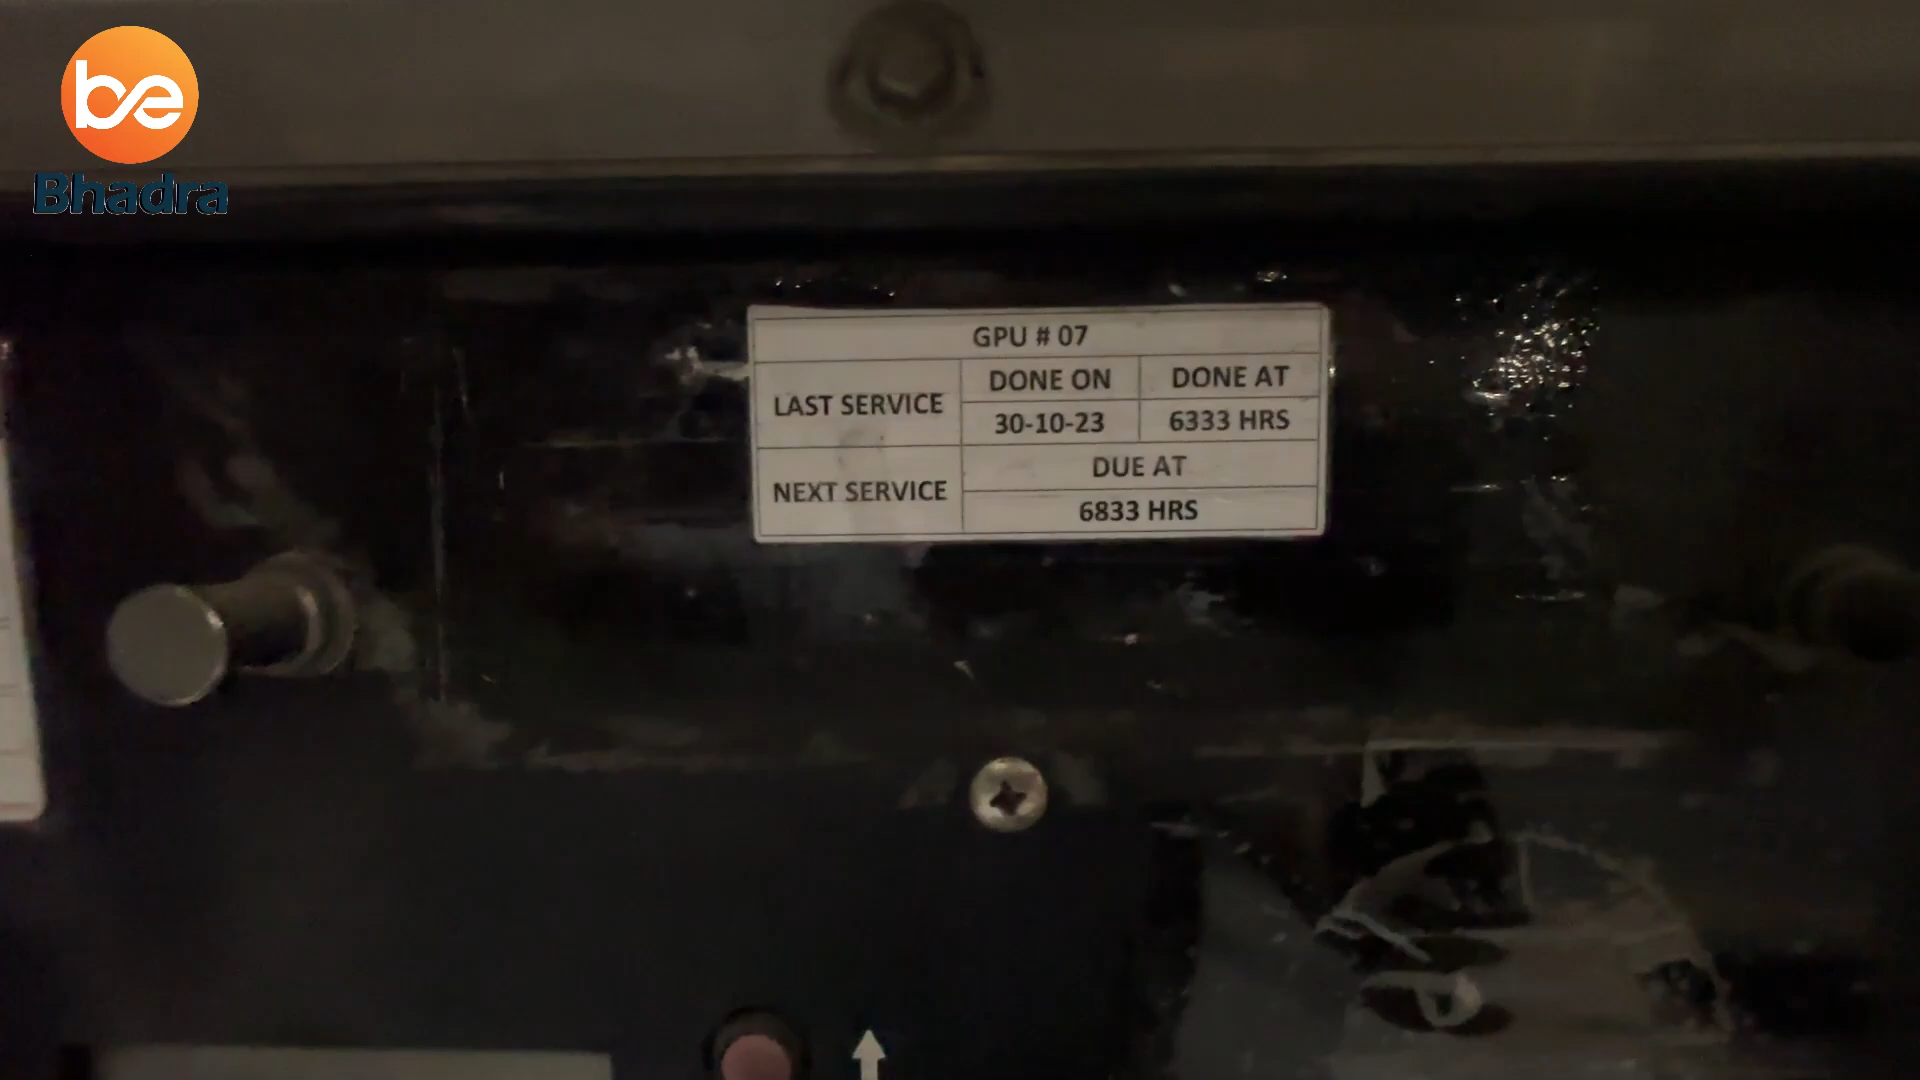 be
Bhadra
GPU # 07
LAST SERVICE
DONE ON
DONE AT
30-10-23
6333 HRS
NEXT SERVICE
DUE AT
6833 HRS